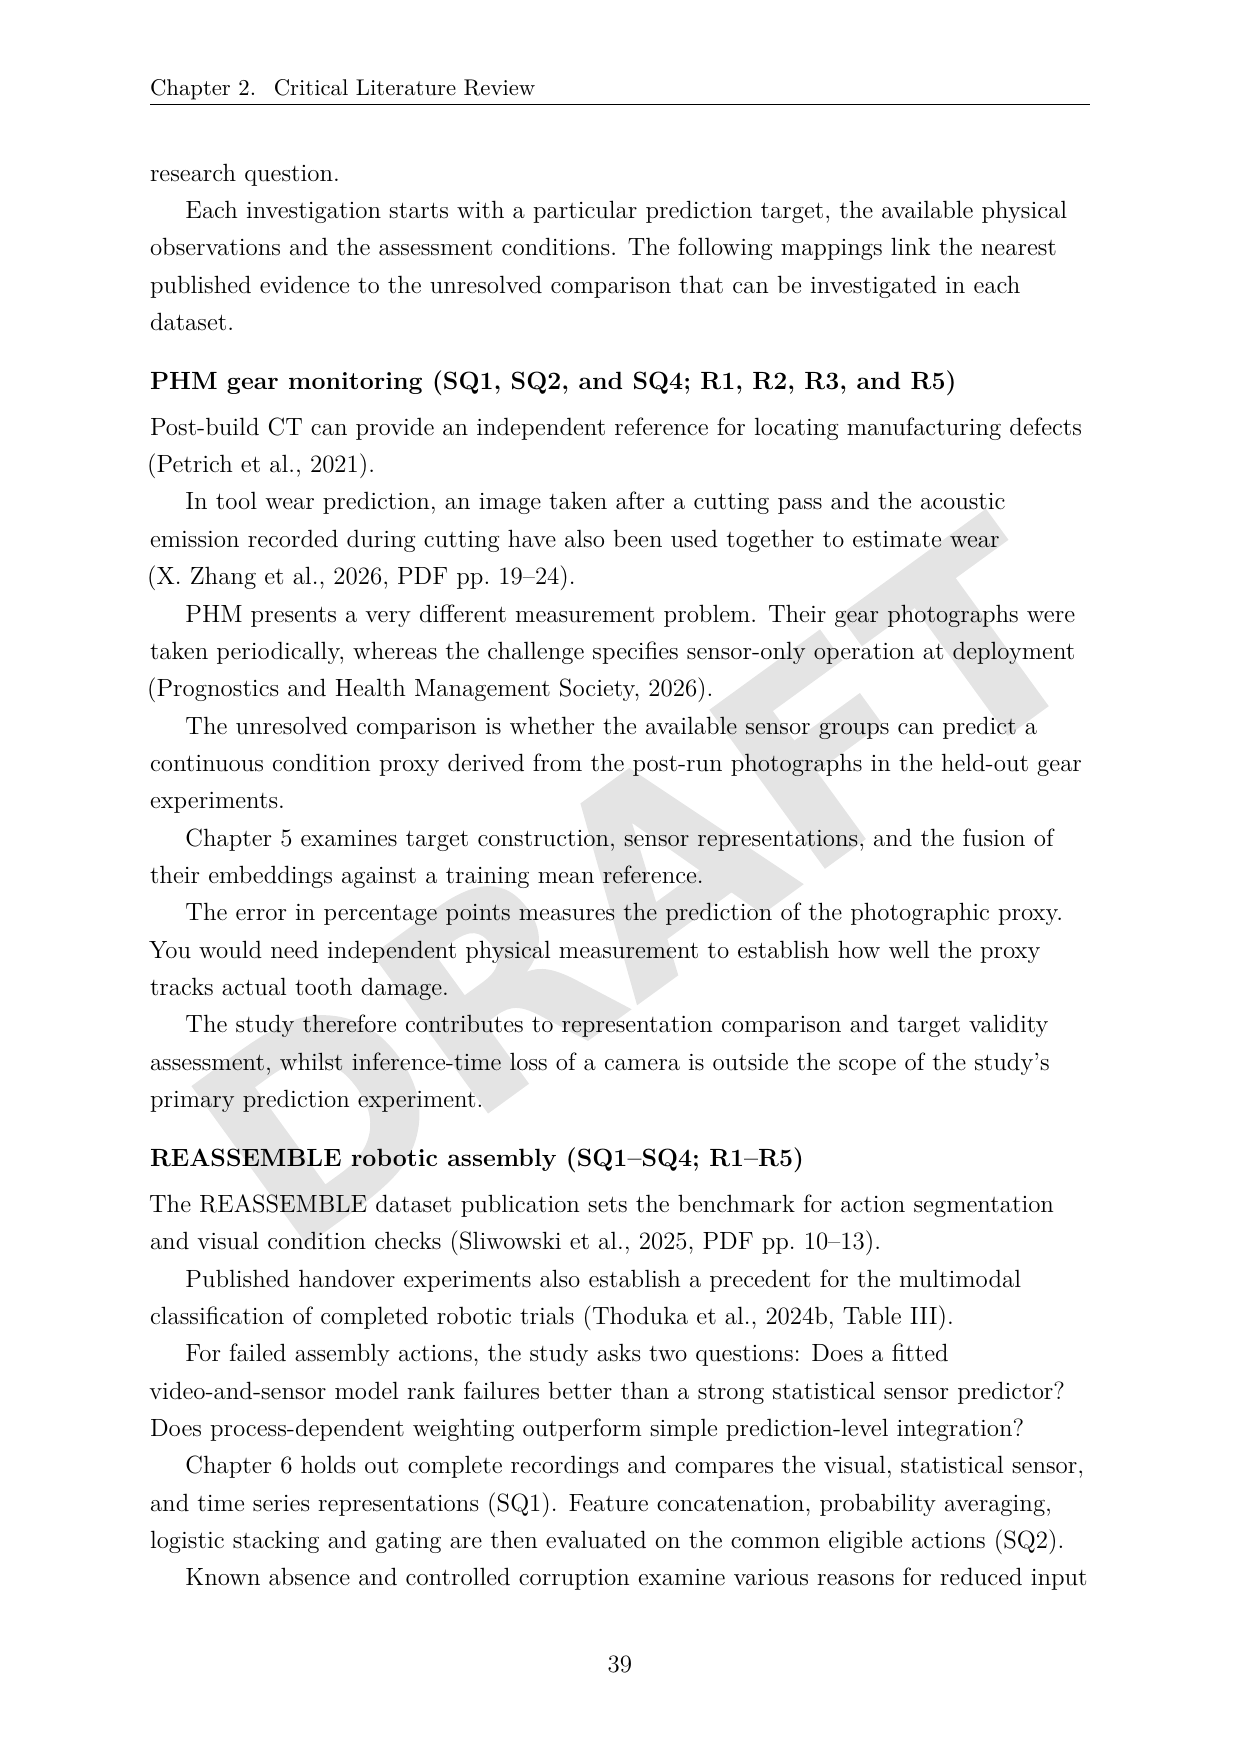 Chapter 2. Critical Literature Review
research question.
Each investigation starts with a particular prediction target, the available physical
observations and the assessment conditions. The following mappings link the nearest
published evidence to the unresolved comparison that can be investigated in each
dataset.
PHM gear monitoring (SQ1, SQ2, and SQ4; R1, R2, R3, and R5)
Post-build CT can provide an independent reference for locating manufacturing defects
(Petrich et al., 2021).
In tool wear prediction, an image taken after a cutting pass and the acoustic
emission recorded during cutting have also been used together to estimate wear
(X. Zhang et al., 2026, PDF pp. 19–24).
PHM presents a very different measurement problem. Their gear photographs were
taken periodically, whereas the challenge specifies sensor-only operation at deployment
(Prognostics and Health Management Society, 2026).
The unresolved comparison is whether the available sensor groups can predict a
continuous condition proxy derived from the post-run photographs in the held-out gear
experiments.
Chapter 5 examines target construction, sensor representations, and the fusion of
their embeddings against a training mean reference.
The error in percentage points measures the prediction of the photographic proxy.
You would need independent physical measurement to establish how well the proxy
tracks actual tooth damage.
The study therefore contributes to representation comparison and target validity
assessment, whilst inference-time loss of a camera is outside the scope of the study's
primary prediction experiment.
REASSEMBLE robotic assembly (SQ1–SQ4; R1–R5)
The REASSEMBLE dataset publication sets the benchmark for action segmentation
and visual condition checks (Sliwowski et al., 2025, PDF pp. 10–13).
Published handover experiments also establish a precedent for the multimodal
classification of completed robotic trials (Thoduka et al., 2024b, Table III).
For failed assembly actions, the study asks two questions: Does a fitted
video-and-sensor model rank failures better than a strong statistical sensor predictor?
Does process-dependent weighting outperform simple prediction-level integration?
Chapter 6 holds out complete recordings and compares the visual, statistical sensor,
and time series representations (SQ1). Feature concatenation, probability averaging,
logistic stacking and gating are then evaluated on the common eligible actions (SQ2).
Known absence and controlled corruption examine various reasons for reduced input
39
DRAFT